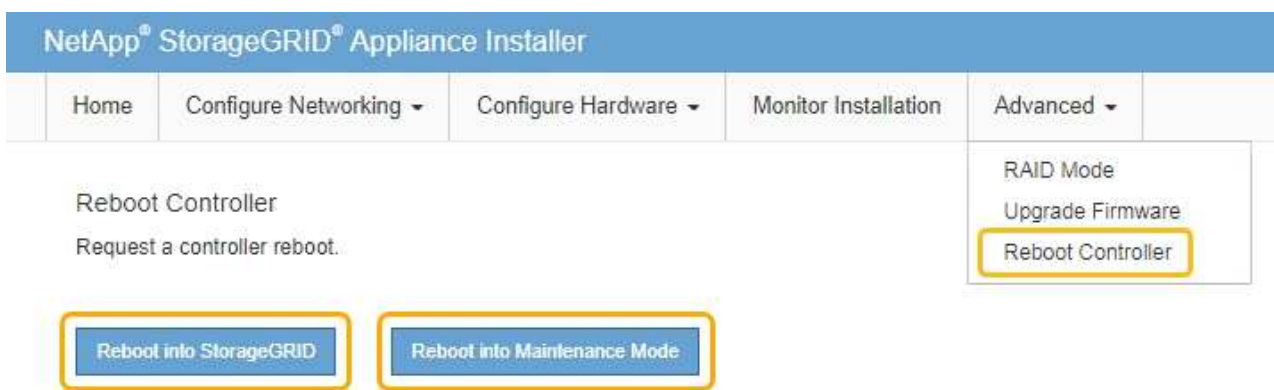 NetApp® StorageGRID® Appliance Installer
Home Configure Networking Configure Hardware Monitor Installation Advanced
RAID Mode
Upgrade Firmware
Reboot Controller
Reboot Controller
Request a controller reboot.
Reboot into StorageGRID Reboot into Maintenance Mode